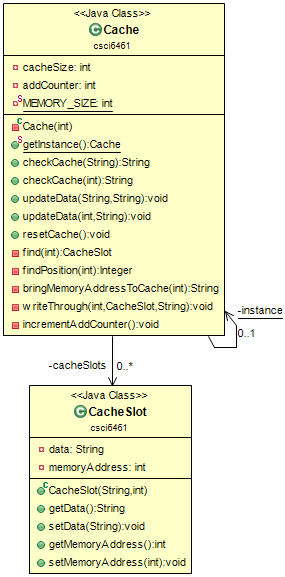 <<Java Class>>
Cache
csci6461
cacheSize: int
addCounter: int
MEMORY_SIZE: int
Cache(int)
getInstance():Cache
checkCache(String):String
checkCache(int):String
updateData(String,String):void
updateData(int,String):void
resetCache():void
find(int):CacheSlot
findPosition(int):Integer
bringMemoryAddressToCache(int):String
writeThrough(int,CacheSlot,String):void
incrementAddCounter():void
-instance
0..1
-cacheSlots 0..*
<<Java Class>>
CacheSlot
csci6461
data: String
memoryAddress: int
CacheSlot(String,int)
getData():String
setData(String):void
getMemoryAddress():int
setMemoryAddress(int):void